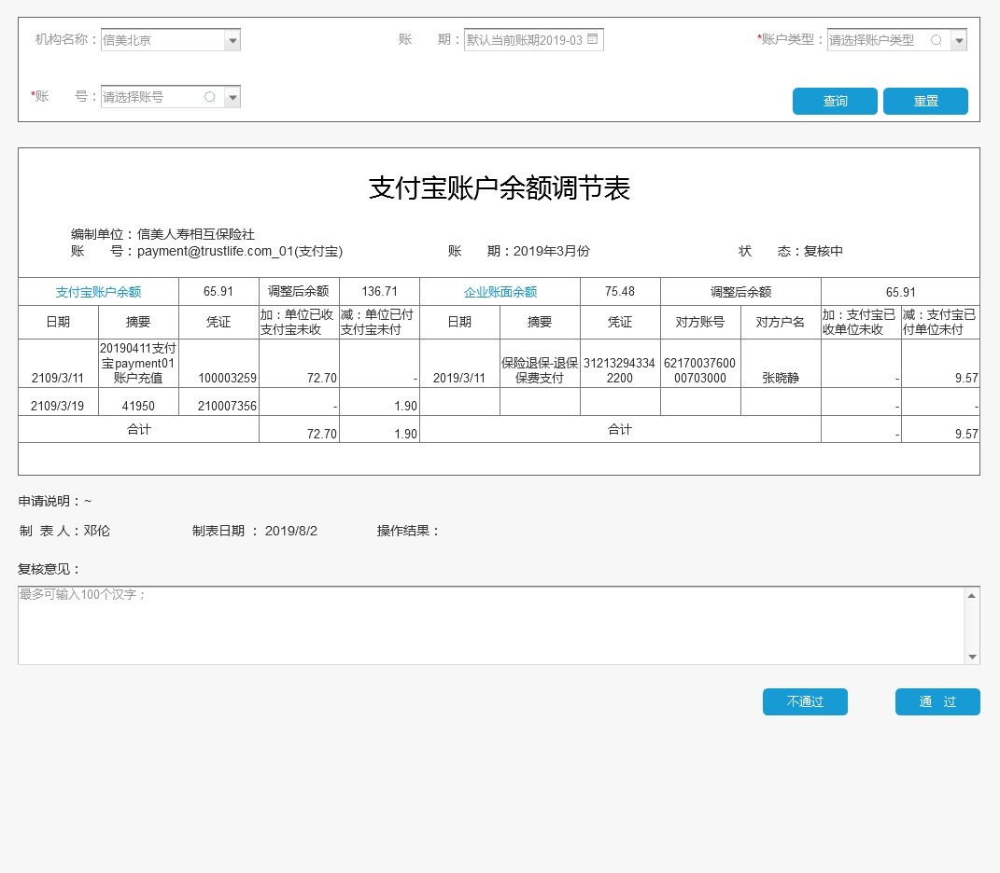 机构名称：信美北京 账 期：默认当前账期2019-03 *账户类型：请选择账户类型
*账 号：请选择账号 查询 重置
支付宝账户余额调节表
编制单位：信美人寿相互保险社
账 号：payment@trustlife.com_01(支付宝) 账 期：2019年3月份 状 态：复核中
支付宝账户余额 65.91 调整后余额 136.71 企业账面余额 75.48 调整后余额 65.91
日期 摘要 凭证 加：单位已收支付宝未收 减：单位已付支付宝未付 日期 摘要 凭证 对方账号 对方户名 加：支付宝已收单位未收 减：支付宝已付单位未付
2109/3/11 20190411支付宝payment01账户充值 100003259 72.70 - 2019/3/11 保险退保-退保保费支付 312132943342200 6217003760000703000 张晓静 - 9.57
2109/3/19 41950 210007356 - 1.90 - -
合计 72.70 1.90 合计 - 9.57
申请说明：~
制 表 人：邓伦 制表日期 ： 2019/8/2 操作结果：
复核意见：
最多可输入100个汉字；
不通过 通 过